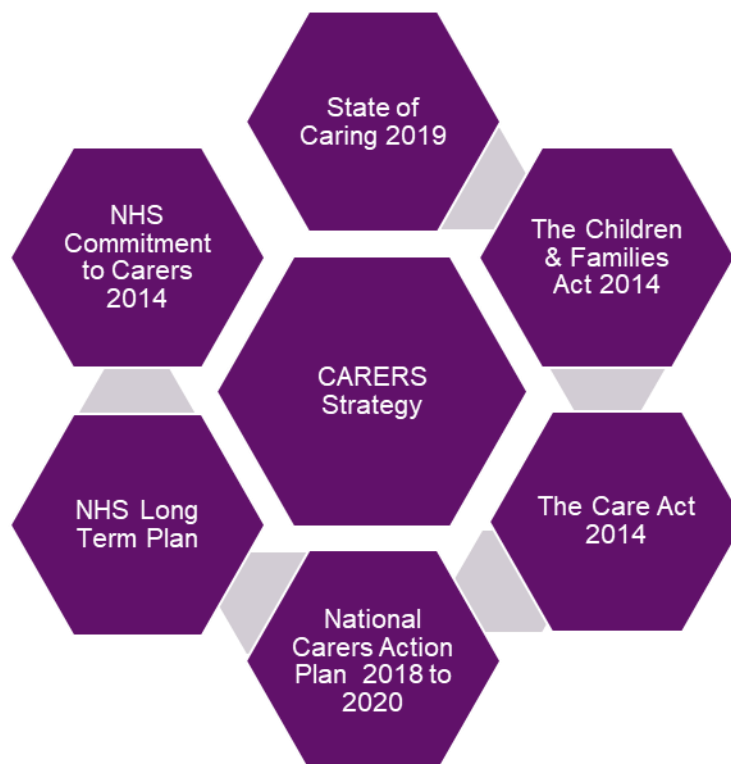 State of
Caring 2019
The Children
& Families
Act 2014
The Care Act
2014
National
Carers Action
Plan 2018 to
2020
NHS Long
Term Plan
NHS
Commitment
to Carers
2014
CARERS
Strategy